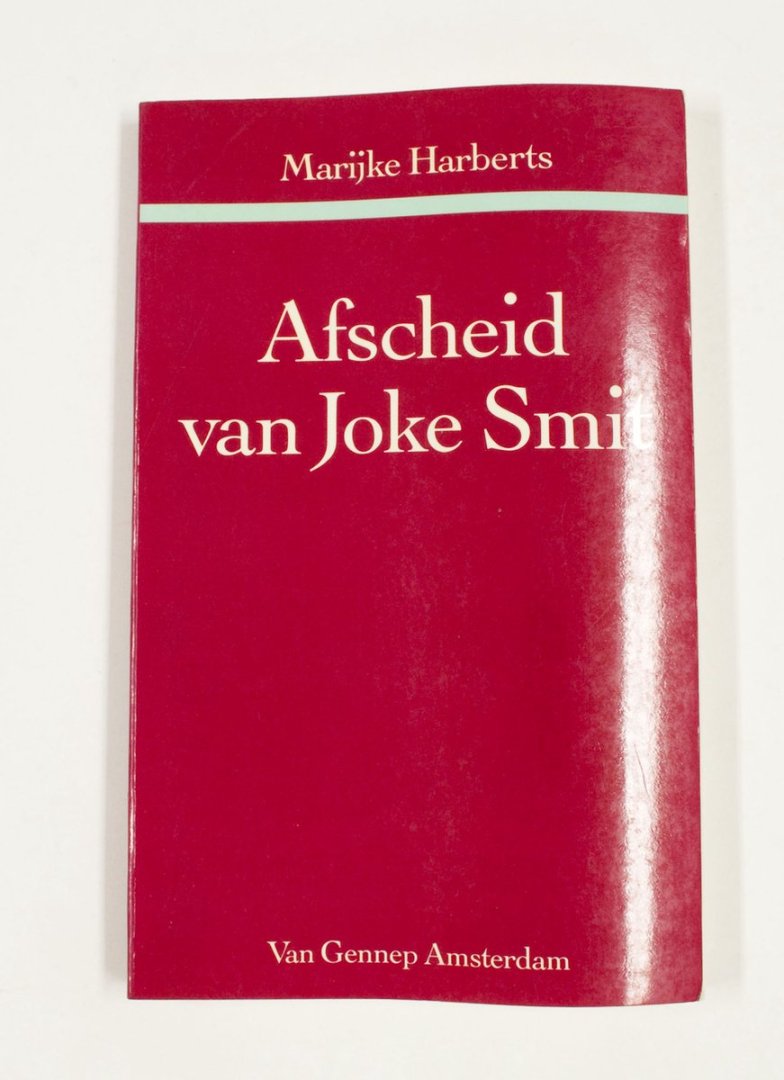 Marijke Harberts
Afscheid
van Joke Smit
Van Gennep Amsterdam